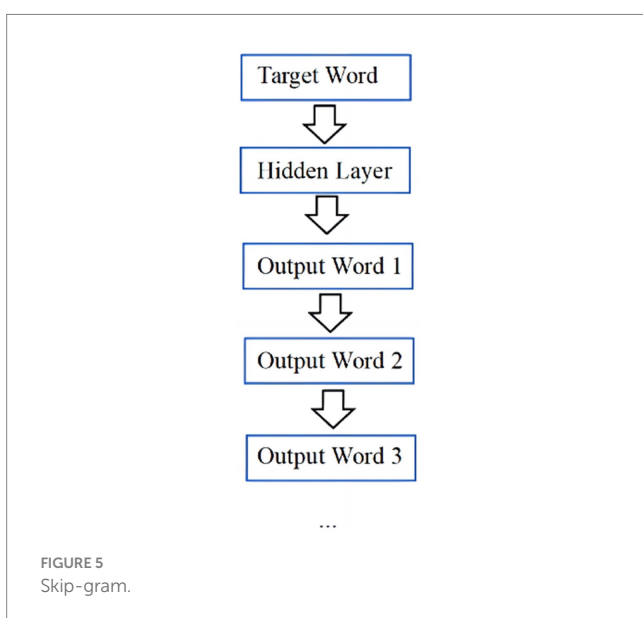 Target Word
Hidden Layer
Output Word 1
Output Word 2
Output Word 3
...
FIGURE 5
Skip-gram.